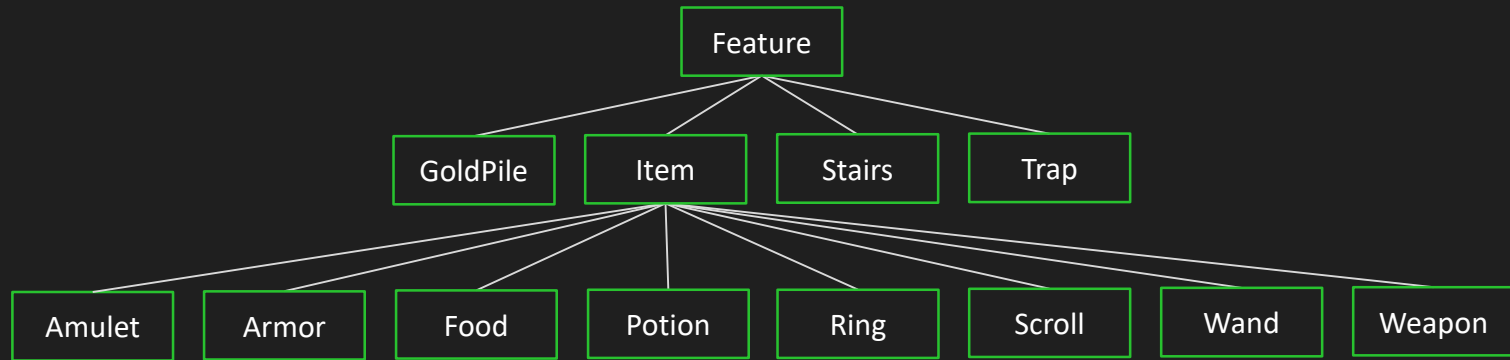 Feature
GoldPile
Item
Stairs
Trap
Amulet
Armor
Food
Potion
Ring
Scroll
Wand
Weapon